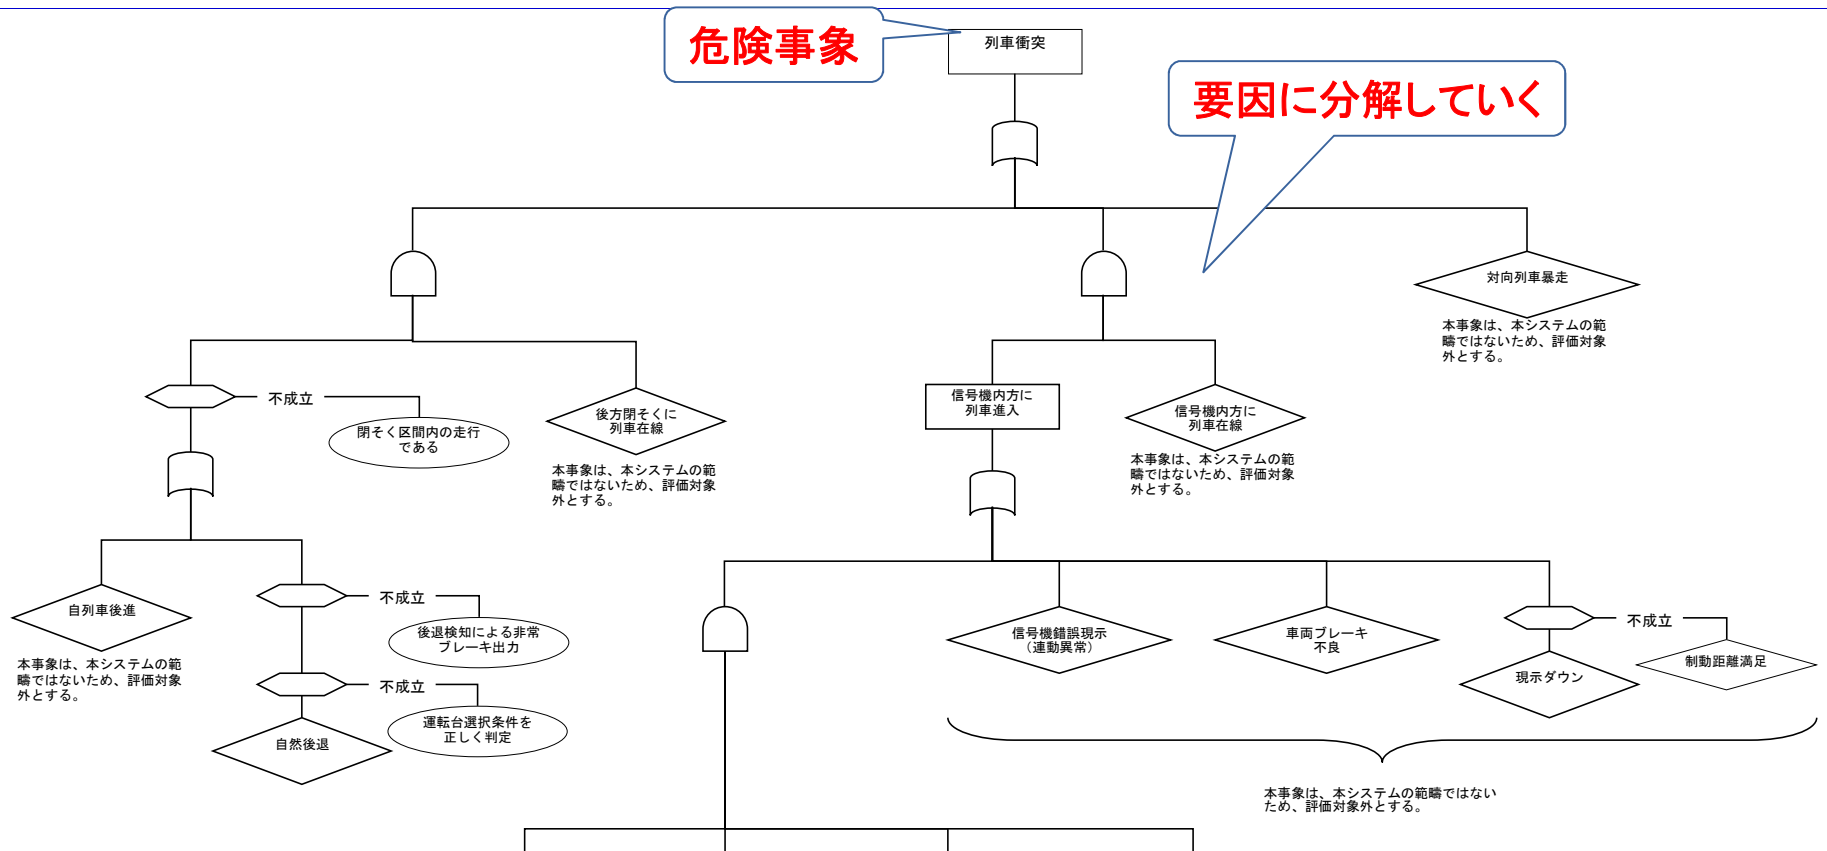 危険事象
列車衝突
要因に分解していく
対向列車暴走
本事象は、本システムの範
疇ではないため、評価対象
外とする。
不成立
閉そく区間内の走行
である
後方閉そくに
列車在線
本事象は、本システムの範
疇ではないため、評価対象
外とする。
信号機内方に
列車進入
信号機内方に
列車在線
本事象は、本システムの範
疇ではないため、評価対象
外とする。
自列車後進
本事象は、本システムの範
疇ではないため、評価対象
外とする。
不成立
後退検知による非常
ブレーキ出力
不成立
運転台選択条件を
正しく判定
自然後退
信号機錯誤現示
（連動異常）
車両ブレーキ
不良
不成立
制動距離満足
現示ダウン
本事象は、本システムの範疇ではない
ため、評価対象外とする。